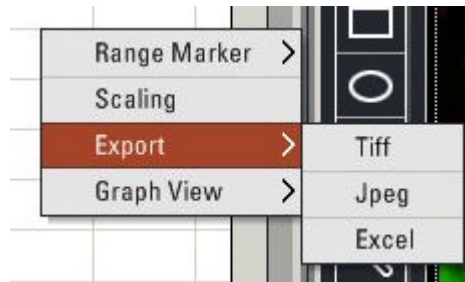 Range Marker
Scaling
Export
Graph View
Tiff
Jpeg
Excel